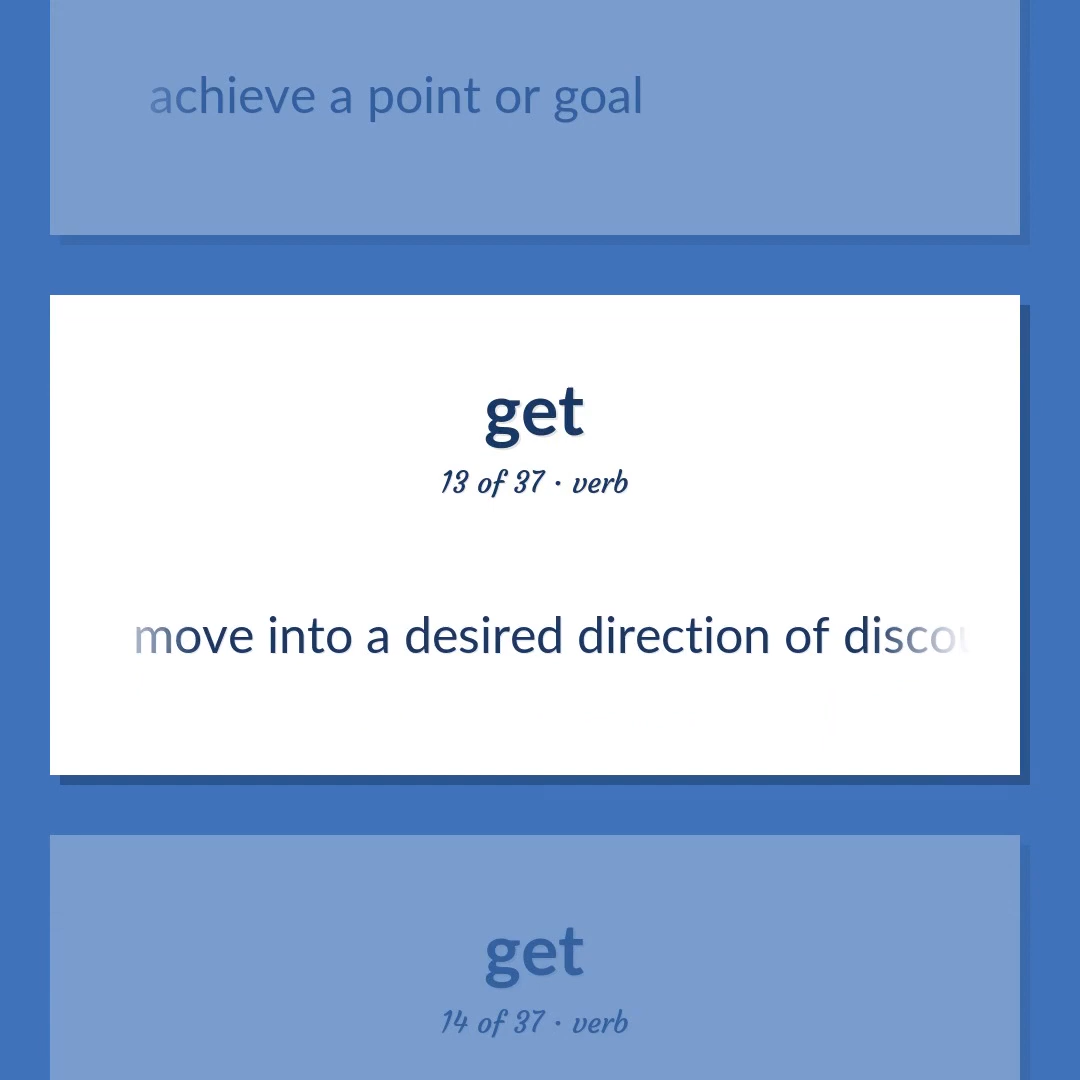 achieve a point or goal
get
13 of 37 · verb
move into a desired direction of
get
14 of 37 · verb